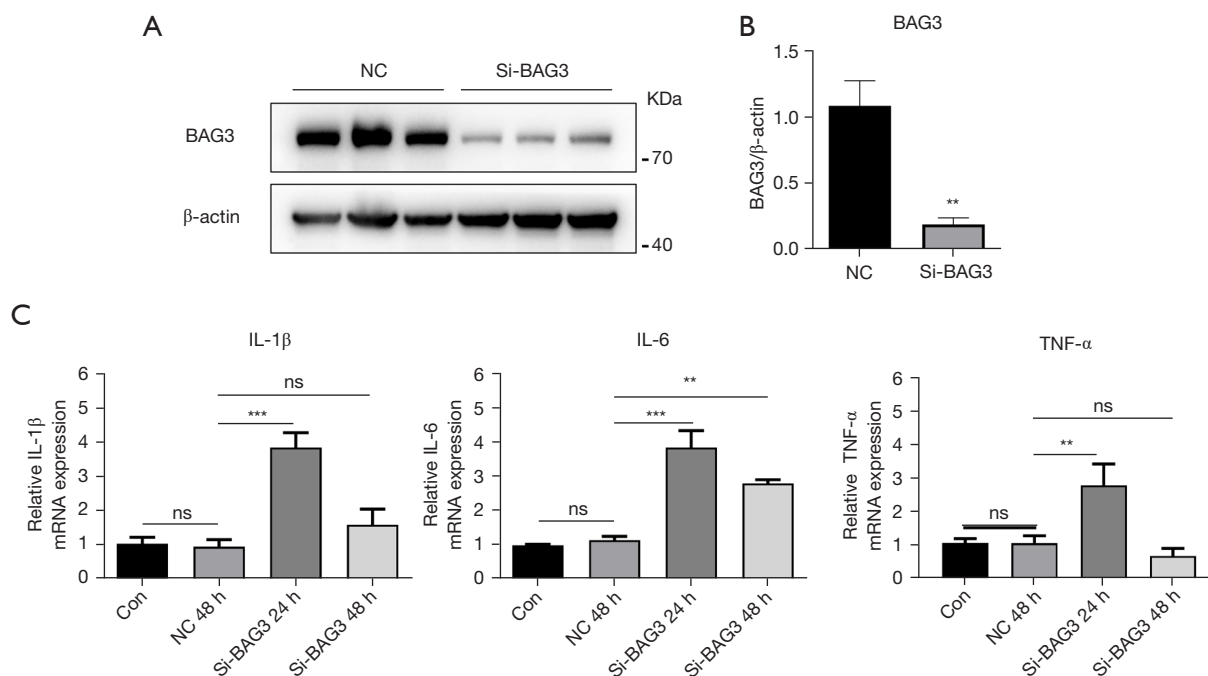 A
NC
Si-BAG3
KDa
BAG3
-70
β-actin
-40
B
BAG3
BAG3/β-actin
1.5
1.0
0.5
0.0
**
NC
Si-BAG3
C
IL-1β
Relative IL-1β
mRNA expression
6
5
4
3
2
1
0
ns
***
ns
Con
NC 48 h
Si-BAG3 24 h
Si-BAG3 48 h
IL-6
Relative IL-6
mRNA expression
6
5
4
3
2
1
0
**
***
ns
Con
NC 48 h
Si-BAG3 24 h
Si-BAG3 48 h
TNF-α
Relative TNF-α
mRNA expression
6
5
4
3
2
1
0
ns
**
ns
Con
NC 48 h
Si-BAG3 24 h
Si-BAG3 48 h